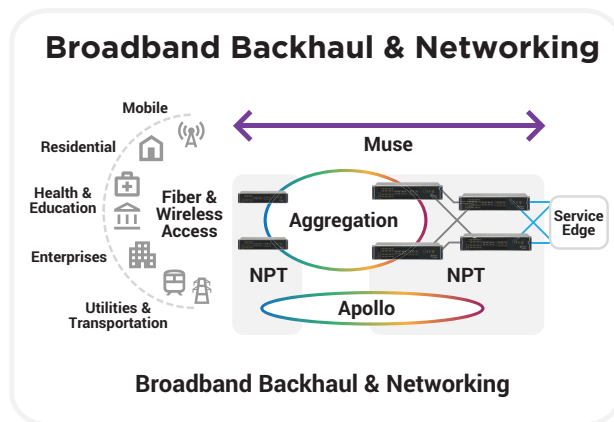 Broadband Backhaul & Networking
Mobile
Residential
Health &
Education
Enterprises
Utilities &
Transportation
Fiber &
Wireless
Access
Muse
Aggregation
NPT
NPT
Service
Edge
Apollo
Broadband Backhaul & Networking